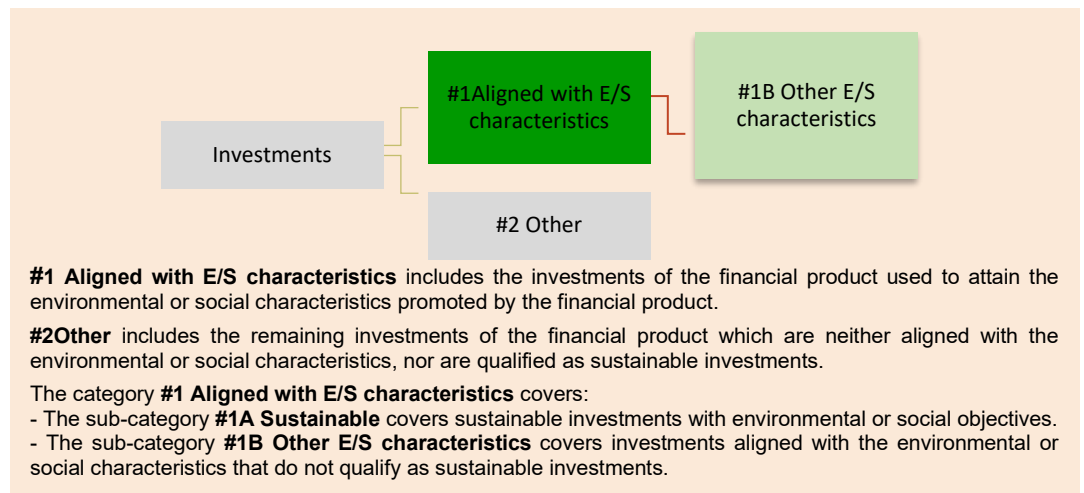 #1Aligned with E/S
characteristics
#1B Other E/S
characteristics
Investments
#2 Other
#1 Aligned with E/S characteristics includes the investments of the financial product used to attain the
environmental or social characteristics promoted by the financial product.
#2Other includes the remaining investments of the financial product which are neither aligned with the
environmental or social characteristics, nor are qualified as sustainable investments.
The category #1 Aligned with E/S characteristics covers:
- The sub-category #1A Sustainable covers sustainable investments with environmental or social objectives.
- The sub-category #1B Other E/S characteristics covers investments aligned with the environmental or
social characteristics that do not qualify as sustainable investments.